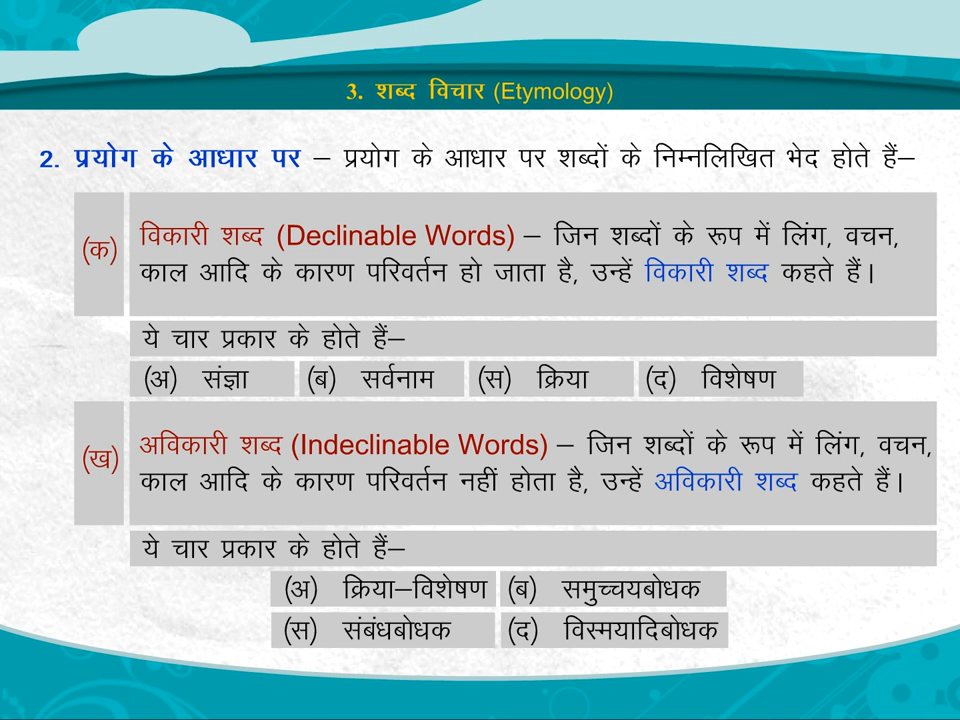 3. शब्द विचार (Etymology)
2. प्रयोग के आधार पर – प्रयोग के आधार पर शब्दों के निम्नलिखित भेद होते हैं–
(क)
विकारी शब्द (Declinable Words) – जिन शब्दों के रूप में लिंग, वचन,
काल आदि के कारण परिवर्तन हो जाता है, उन्हें विकारी शब्द कहते हैं।
ये चार प्रकार के होते हैं–
(अ) संज्ञा (ब) सर्वनाम (स) क्रिया (द) विशेषण
(ख)
अविकारी शब्द (Indeclinable Words) – जिन शब्दों के रूप में लिंग, वचन,
काल आदि के कारण परिवर्तन नहीं होता है, उन्हें अविकारी शब्द कहते हैं।
ये चार प्रकार के होते हैं–
(अ) क्रिया–विशेषण (ब) समुच्चयबोधक
(स) संबंधबोधक (द) विस्मयादिबोधक